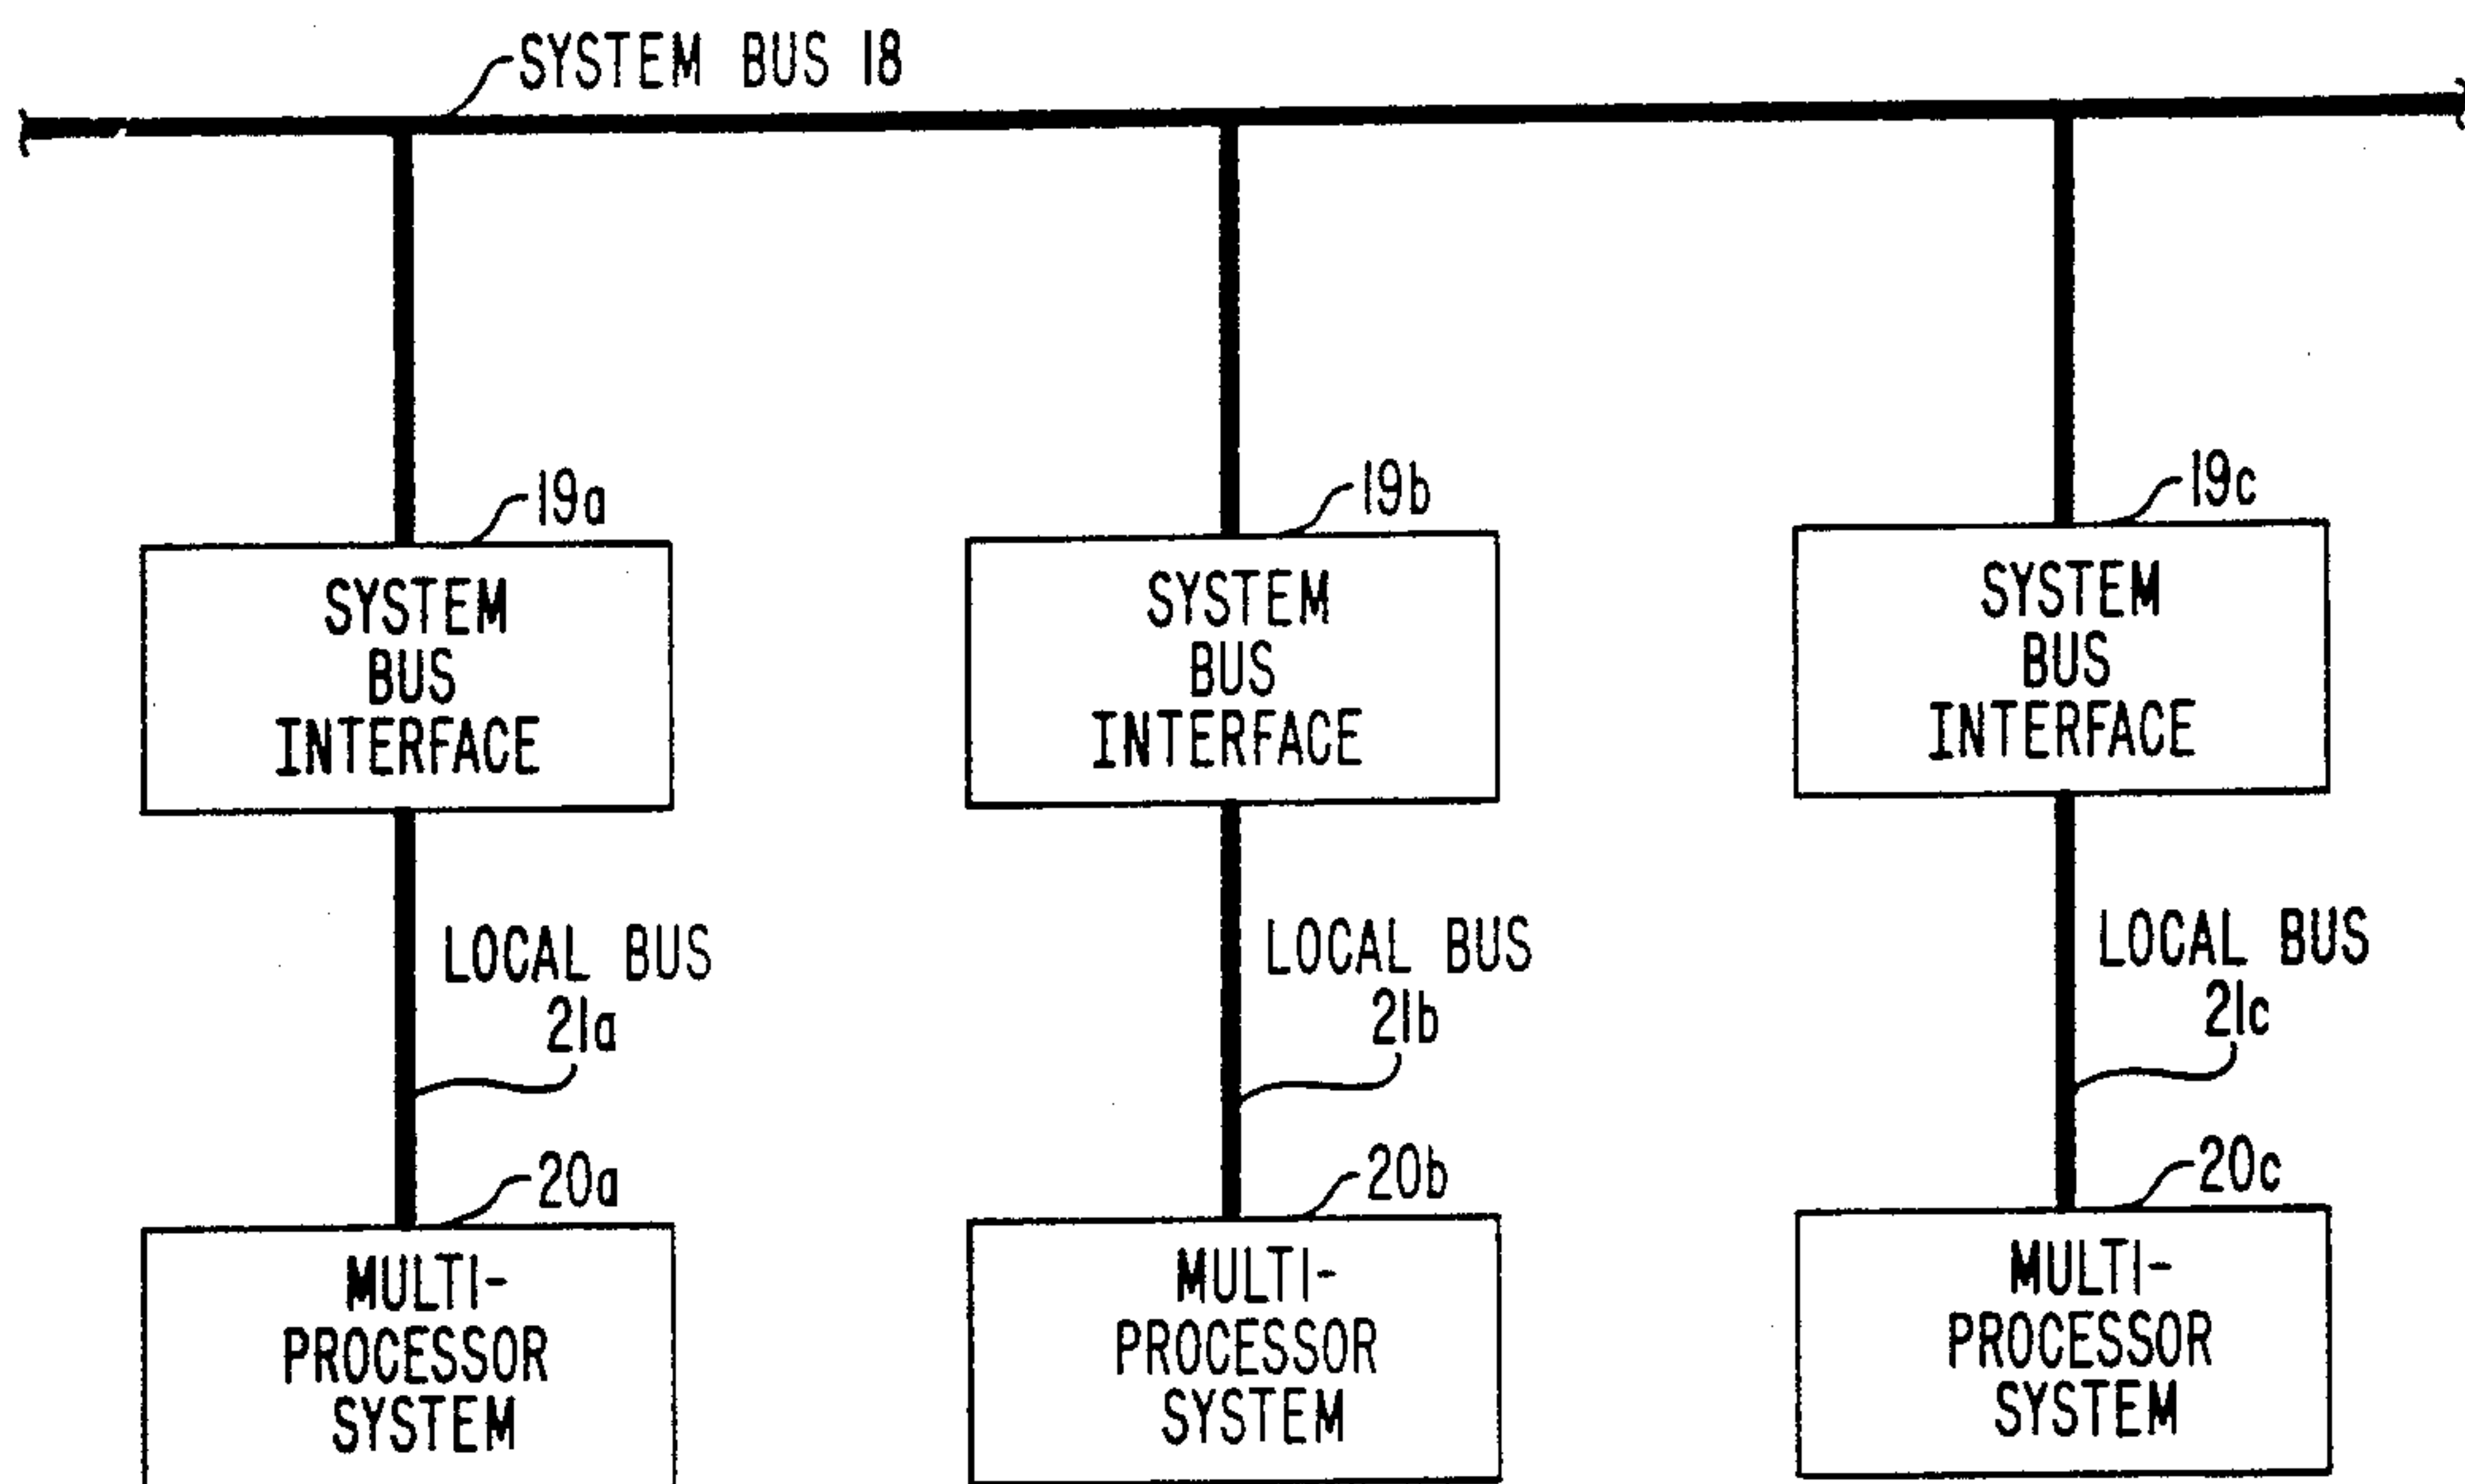 SYSTEM BUS 18
19a
19b
19c
SYSTEM
BUS
INTERFACE
SYSTEM
BUS
INTERFACE
SYSTEM
BUS
INTERFACE
LOCAL BUS
21a
LOCAL BUS
21b
LOCAL BUS
21c
20a
20b
20c
MULTI-
PROCESSOR
SYSTEM
MULTI-
PROCESSOR
SYSTEM
MULTI-
PROCESSOR
SYSTEM